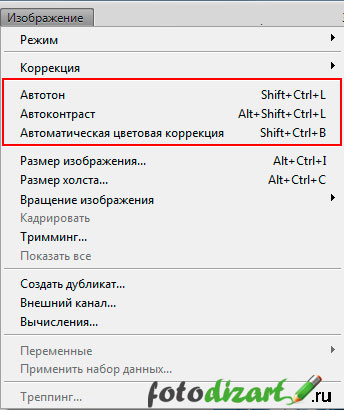 Изображение
Режим
Коррекция
Автотон Shift+Ctrl+L
Автоконтраст Alt+Shift+Ctrl+L
Автоматическая цветовая коррекция Shift+Ctrl+B
Размер изображения... Alt+Ctrl+I
Размер холста... Alt+Ctrl+C
Вращение изображения
Кадрировать
Тримминг...
Показать все
Создать дубликат...
Внешний канал...
Вычисления...
Переменные
Применить набор данных...
Треппинг...
fotodizart.ru